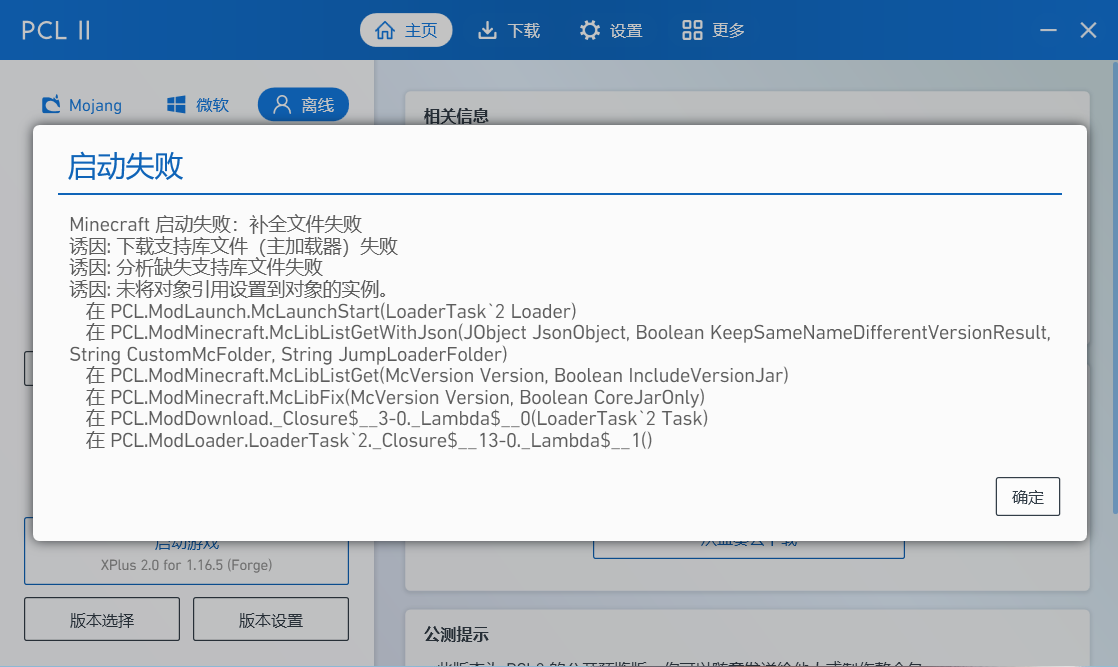 PCL II
主页
下载
设置
更多
Mojang
微软
离线
相关信息
启动失败
Minecraft 启动失败：补全文件失败
诱因: 下载支持库文件（主加载器）失败
诱因: 分析缺失支持库文件失败
诱因: 未将对象引用设置到对象的实例。
在 PCL.ModLaunch.McLaunchStart(LoaderTask`2 Loader)
在 PCL.ModMinecraft.McLibListGetWithJson(JObject JsonObject, Boolean KeepSameNameDifferentVersionResult,
String CustomMcFolder, String JumpLoaderFolder)
在 PCL.ModMinecraft.McLibListGet(McVersion Version, Boolean IncludeVersionJar)
在 PCL.ModMinecraft.McLibFix(McVersion Version, Boolean CoreJarOnly)
在 PCL.ModDownload._Closure$__3-0._Lambda$__0(LoaderTask`2 Task)
在 PCL.ModLoader.LoaderTask`2._Closure$__13-0._Lambda$__1()
确定
启动游戏
XPlus 2.0 for 1.16.5 (Forge)
版本选择
版本设置
公测提示